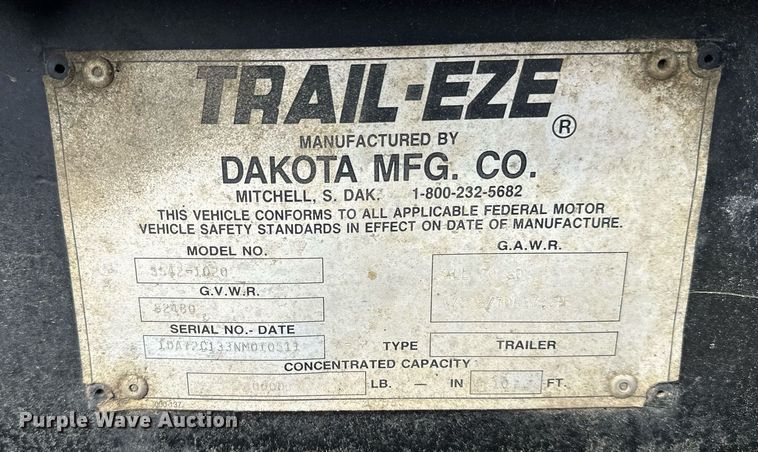 TRAIL-EZE ®
MANUFACTURED BY
DAKOTA MFG. CO.
MITCHELL, S. DAK. 1-800-232-5682
THIS VEHICLE CONFORMS TO ALL APPLICABLE FEDERAL MOTOR
VEHICLE SAFETY STANDARDS IN EFFECT ON DATE OF MANUFACTURE.
MODEL NO. G.A.W.R.
G.V.W.R.
SERIAL NO.- DATE
TYPE TRAILER
CONCENTRATED CAPACITY
LB. — IN 10 FT.
Purple Wave Auction